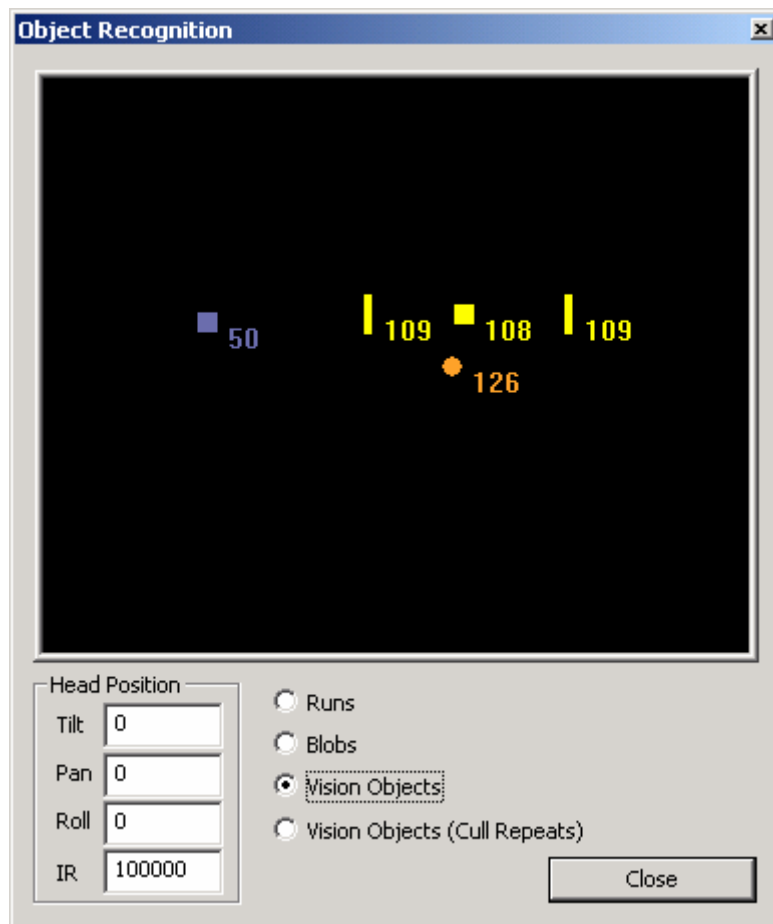 Object Recognition
50 109 108 109
126
Head Position
Tilt 0
Pan 0
Roll 0
IR 100000
Runs
Blobs
Vision Objects
Vision Objects (Cull Repeats)
Close